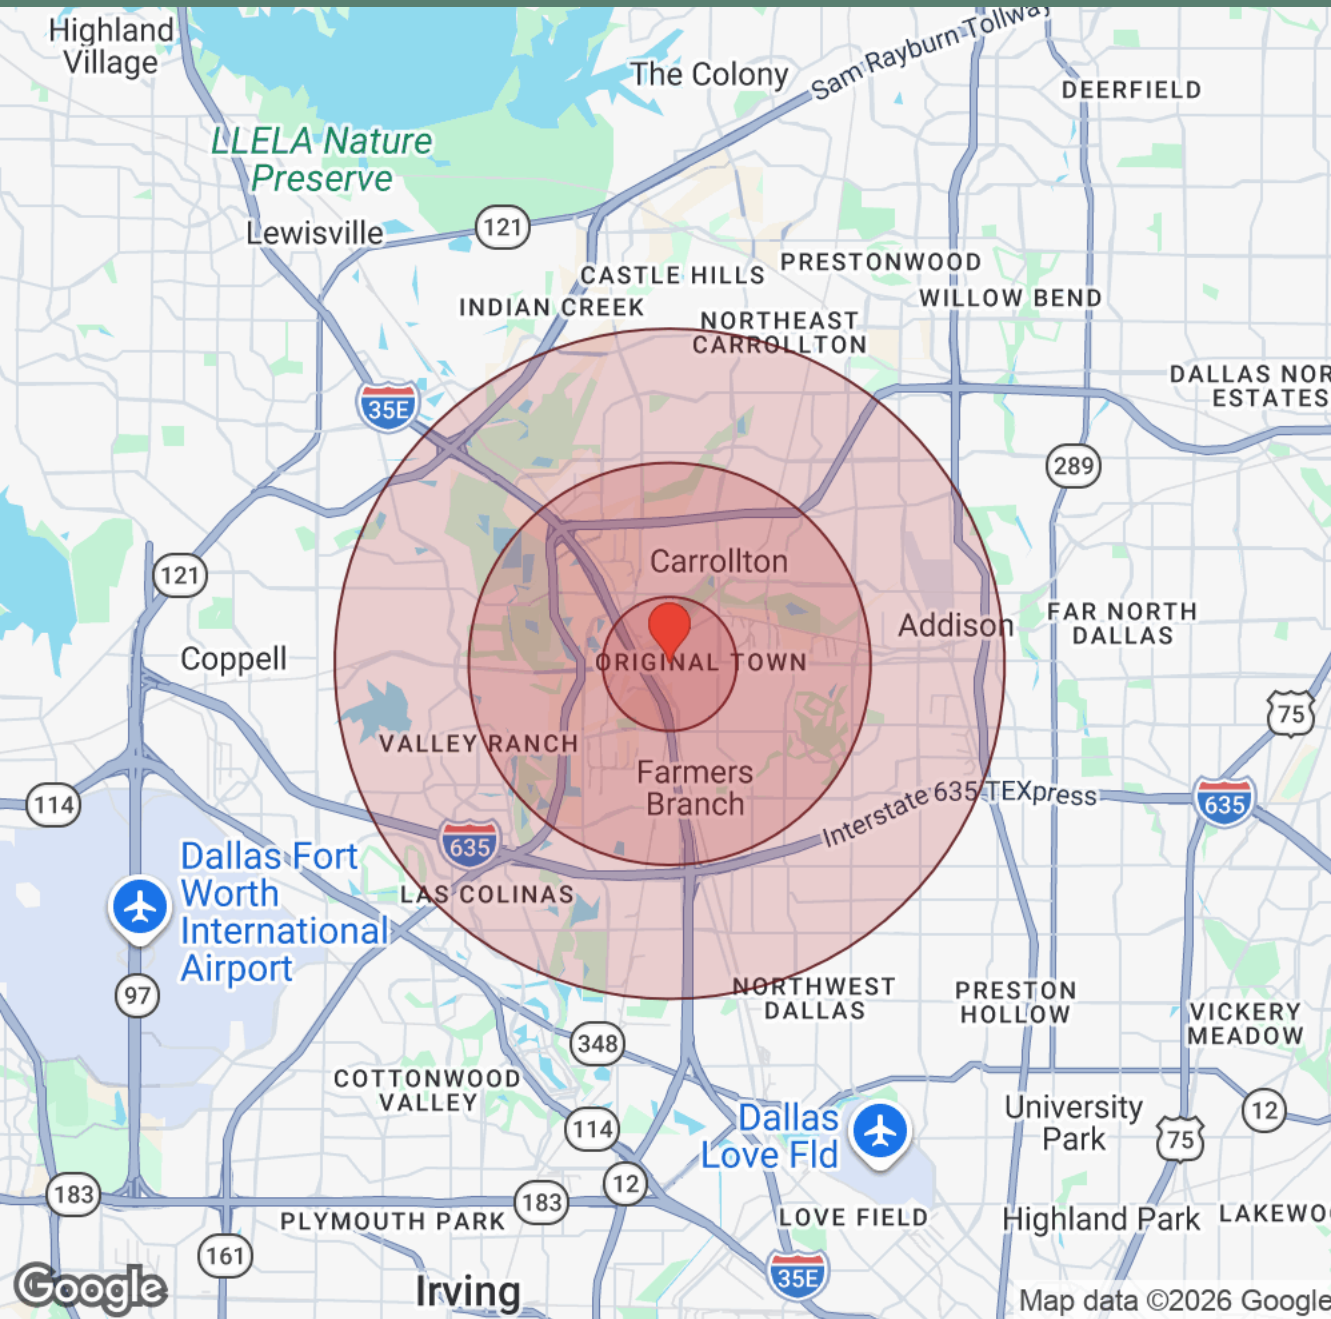 Highland
Village
The Colony
Sam Rayburn Tollway
DEERFIELD
LLELA Nature
Preserve
Lewisville
121
CASTLE HILLS
PRESTONWOOD
INDIAN CREEK
WILLOW BEND
NORTHEAST
CARROLLTON
DALLAS NOR
ESTATES
35E
289
121
Carrollton
Addison
FAR NORTH
DALLAS
Coppell
ORIGINAL TOWN
75
VALLEY RANCH
Farmers
Branch
Interstate 635 TEXpress
114
635
635
Dallas Fort
Worth
International
Airport
LAS COLINAS
97
NORTHWEST
DALLAS
PRESTON
HOLLOW
VICKERY
MEADOW
348
COTTONWOOD
VALLEY
114
Dallas
Love Fld
University
Park
12
75
183
12
183
PLYMOUTH PARK
LOVE FIELD
Highland Park
LAKEWO
161
35E
Irving
Google
Map data ©2026 Google